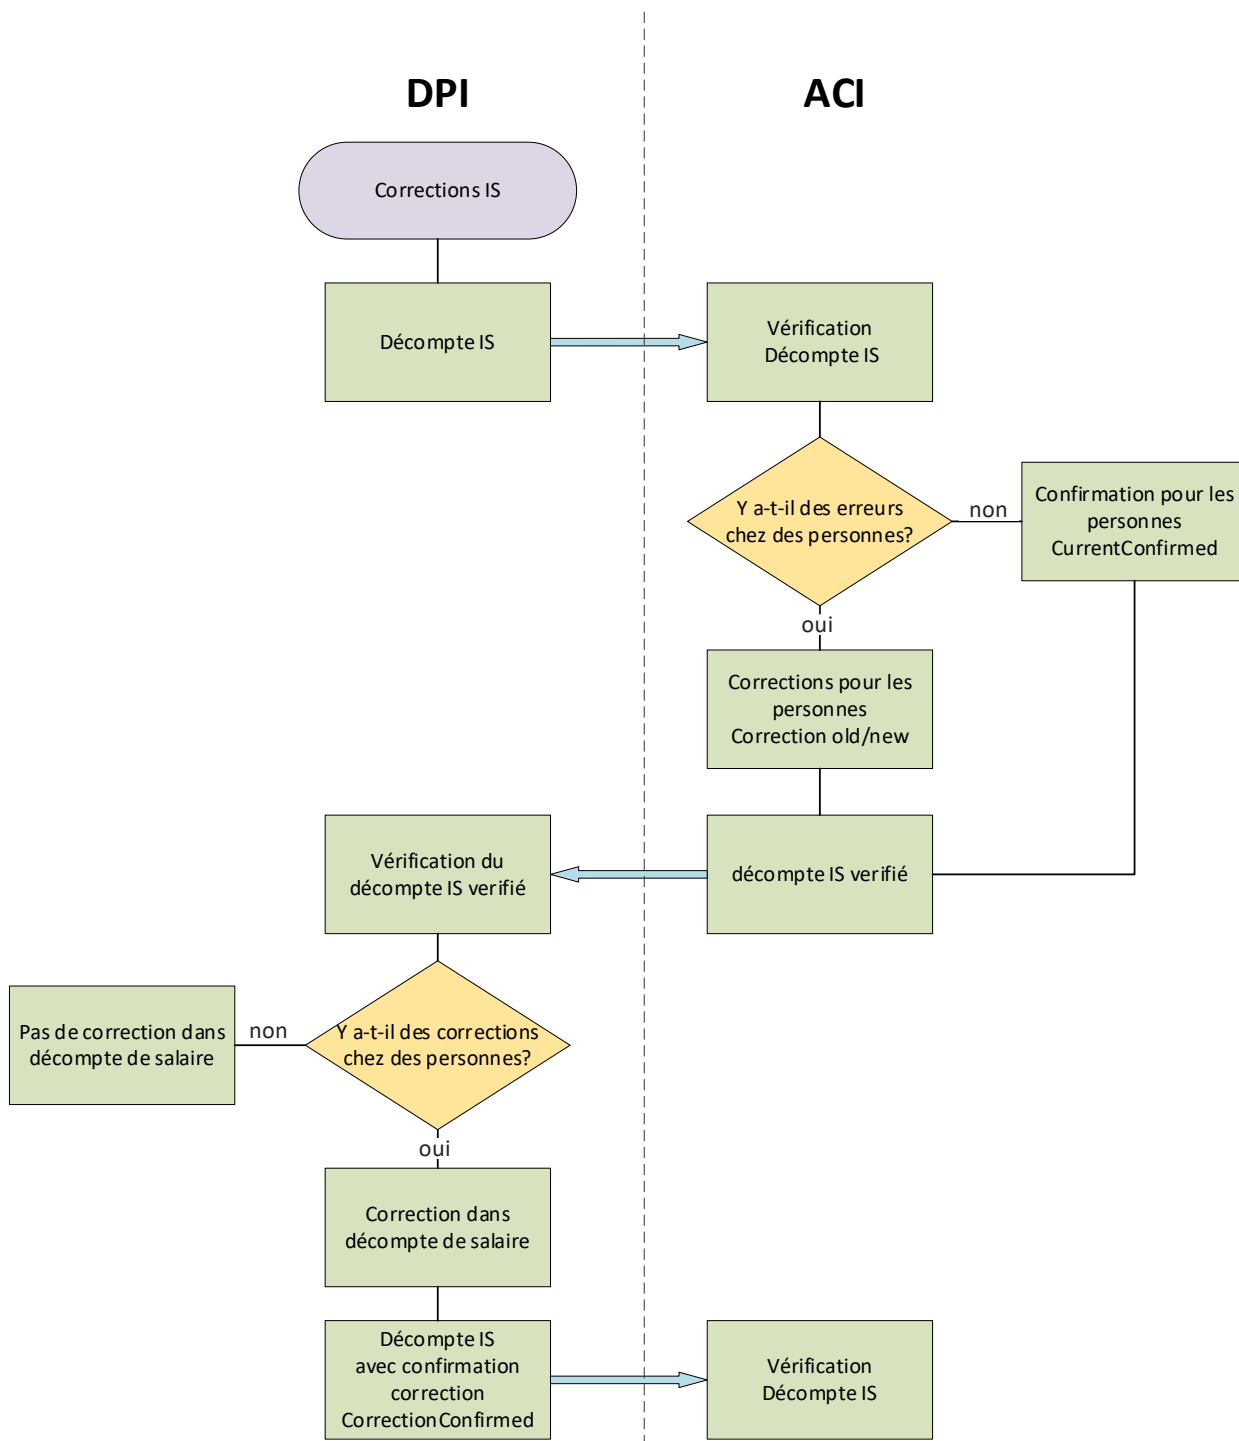 DPI
ACI
Corrections IS
Décompte IS
Vérification
Décompte IS
Y a-t-il des erreurs
chez des personnes?
non
Confirmation pour les
personnes
CurrentConfirmed
oui
Corrections pour les
personnes
Correction old/new
Vérification du
décompte IS verifié
décompte IS verifié
Pas de correction dans
décompte de salaire
non
Y a-t-il des corrections
chez des personnes?
oui
Correction dans
décompte de salaire
Décompte IS
avec confirmation
correction
CorrectionConfirmed
Vérification
Décompte IS